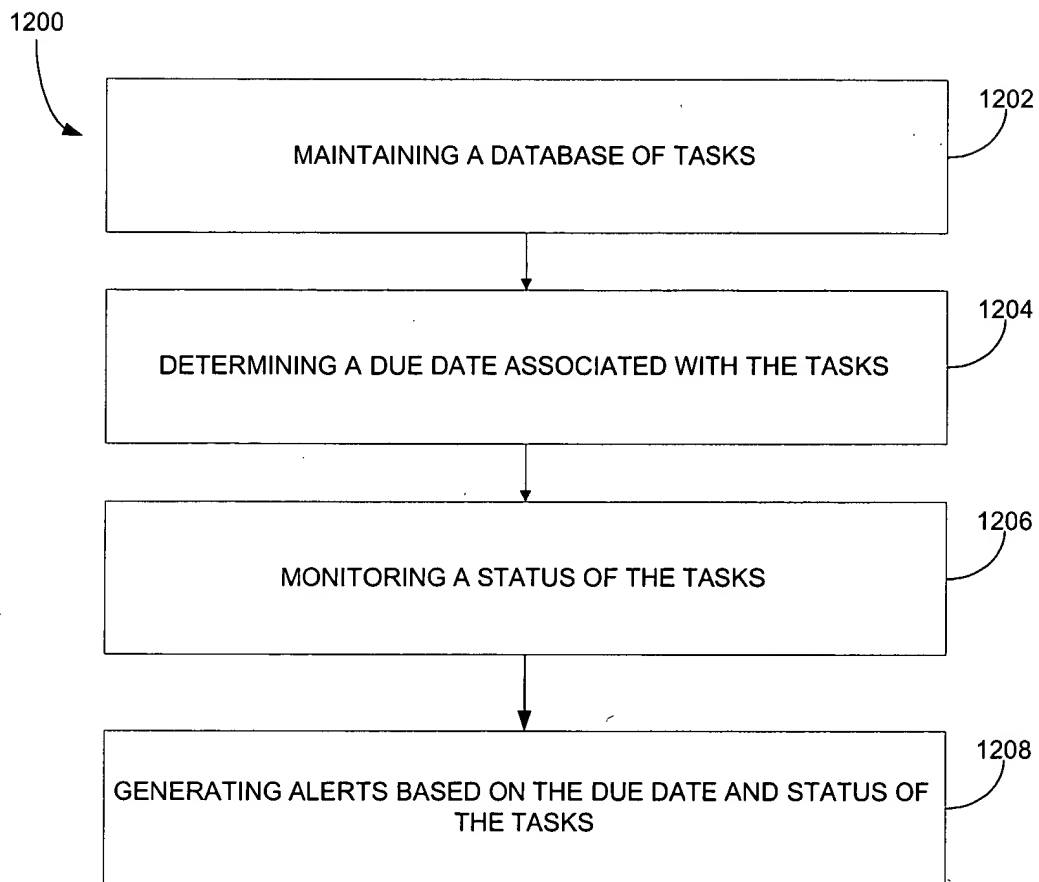 1200
1202
MAINTAINING A DATABASE OF TASKS
1204
DETERMINING A DUE DATE ASSOCIATED WITH THE TASKS
1206
MONITORING A STATUS OF THE TASKS
1208
GENERATING ALERTS BASED ON THE DUE DATE AND STATUS OF
THE TASKS